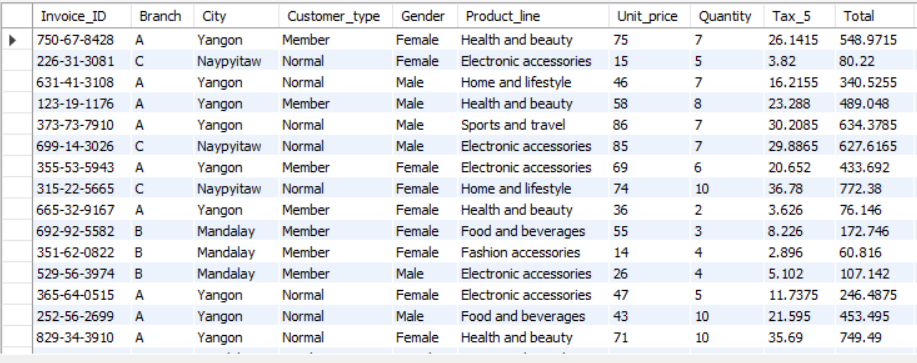 Invoice_ID Branch City Customer_type Gender Product_line Unit_price Quantity Tax_5 Total
750-67-8428 A Yangon Member Female Health and beauty 75 7 26.1415 548.9715
226-31-3081 C Naypyitaw Normal Female Electronic accessories 15 5 3.82 80.22
631-41-3108 A Yangon Normal Male Home and lifestyle 46 7 16.2155 340.5255
123-19-1176 A Yangon Member Male Health and beauty 58 8 23.288 489.048
373-73-7910 A Yangon Normal Male Sports and travel 86 7 30.2085 634.3785
699-14-3026 C Naypyitaw Normal Male Electronic accessories 85 7 29.8865 627.6165
355-53-5943 A Yangon Member Female Electronic accessories 69 6 20.652 433.692
315-22-5665 C Naypyitaw Normal Female Home and lifestyle 74 10 36.78 772.38
665-32-9167 A Yangon Member Female Health and beauty 36 2 3.626 76.146
692-92-5582 B Mandalay Member Female Food and beverages 55 3 8.226 172.746
351-62-0822 B Mandalay Member Female Fashion accessories 14 4 2.896 60.816
529-56-3974 B Mandalay Member Male Electronic accessories 26 4 5.102 107.142
365-64-0515 A Yangon Normal Female Electronic accessories 47 5 11.7375 246.4875
252-56-2699 A Yangon Normal Male Food and beverages 43 10 21.595 453.495
829-34-3910 A Yangon Normal Female Health and beauty 71 10 35.69 749.49